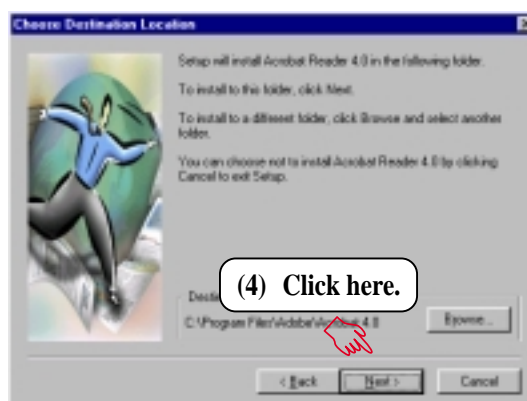 Choose Destination Location
Setup will install Acrobat Reader 4.0 in the following folder.
To install to this folder, click Next.
To install to a different folder, click Browse and select another
folder.
You can choose not to install Acrobat Reader 4.0 by clicking
Cancel to exit Setup.
(4) Click here.
C:\Program Files\Adobe\Acrobat 4.0
Browse...
< Back
Next >
Cancel